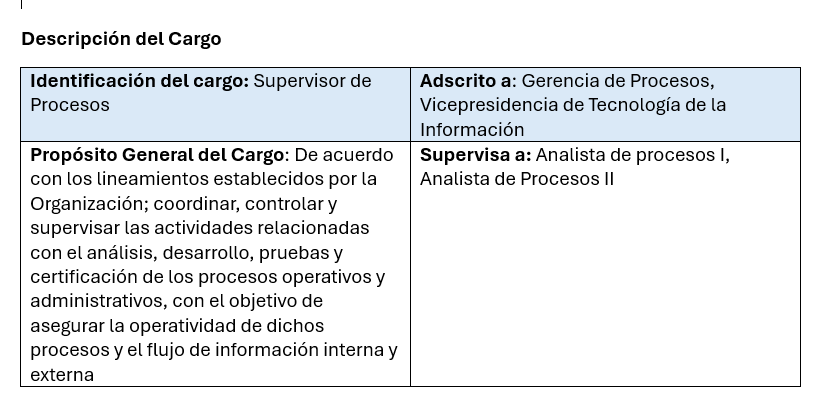 Descripción del Cargo
Identificación del cargo: Supervisor de
Procesos
Adscrito a: Gerencia de Procesos,
Vicepresidencia de Tecnología de la
Información
Propósito General del Cargo: De acuerdo
con los lineamientos establecidos por la
Organización; coordinar, controlar y
supervisar las actividades relacionadas
con el análisis, desarrollo, pruebas y
certificación de los procesos operativos y
administrativos, con el objetivo de
asegurar la operatividad de dichos
procesos y el flujo de información interna y
externa
Supervisa a: Analista de procesos I,
Analista de Procesos II